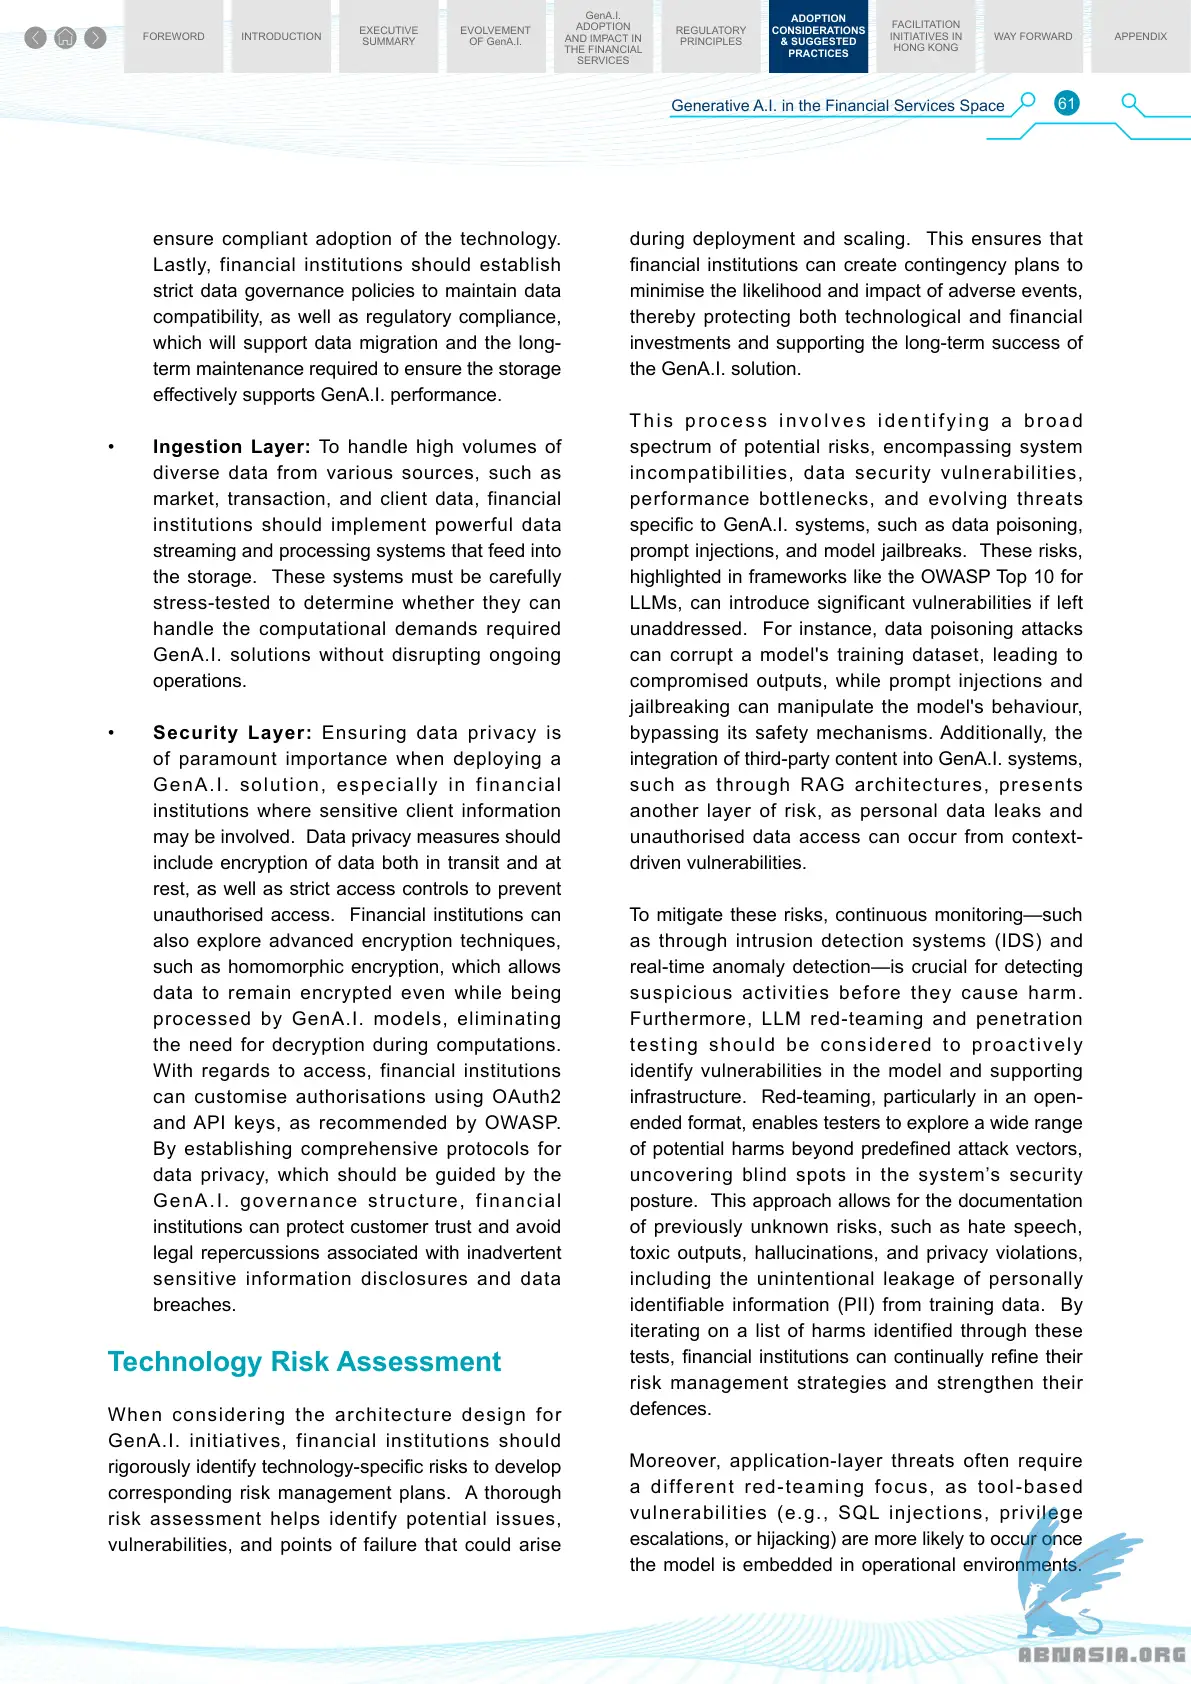 FOREWORD
INTRODUCTION
EXECUTIVE
SUMMARY
EVOLVEMENT
OF GenA.I.
GenA.I.
ADOPTION
AND IMPACT IN
THE FINANCIAL
SERVICES
REGULATORY
PRINCIPLES
ADOPTION
CONSIDERATIONS
& SUGGESTED
PRACTICES
FACILITATION
INITIATIVES IN
HONG KONG
WAY FORWARD
APPENDIX
Generative A.I. in the Financial Services Space
61
ensure compliant adoption of the technology.
Lastly, financial institutions should establish
strict data governance policies to maintain data
compatibility, as well as regulatory compliance,
which will support data migration and the long-
term maintenance required to ensure the storage
effectively supports GenA.I. performance.
• Ingestion Layer: To handle high volumes of
diverse data from various sources, such as
market, transaction, and client data, financial
institutions should implement powerful data
streaming and processing systems that feed into
the storage. These systems must be carefully
stress-tested to determine whether they can
handle the computational demands required
GenA.I. solutions without disrupting ongoing
operations.
• Security Layer: Ensuring data privacy is
of paramount importance when deploying a
GenA.I. solution, especially in financial
institutions where sensitive client information
may be involved. Data privacy measures should
include encryption of data both in transit and at
rest, as well as strict access controls to prevent
unauthorised access. Financial institutions can
also explore advanced encryption techniques,
such as homomorphic encryption, which allows
data to remain encrypted even while being
processed by GenA.I. models, eliminating
the need for decryption during computations.
With regards to access, financial institutions
can customise authorisations using OAuth2
and API keys, as recommended by OWASP.
By establishing comprehensive protocols for
data privacy, which should be guided by the
GenA.I. governance structure, financial
institutions can protect customer trust and avoid
legal repercussions associated with inadvertent
sensitive information disclosures and data
breaches.
Technology Risk Assessment
When considering the architecture design for
GenA.I. initiatives, financial institutions should
rigorously identify technology-specific risks to develop
corresponding risk management plans. A thorough
risk assessment helps identify potential issues,
vulnerabilities, and points of failure that could arise
during deployment and scaling. This ensures that
financial institutions can create contingency plans to
minimise the likelihood and impact of adverse events,
thereby protecting both technological and financial
investments and supporting the long-term success of
the GenA.I. solution.
This process involves identifying a broad
spectrum of potential risks, encompassing system
incompatibilities, data security vulnerabilities,
performance bottlenecks, and evolving threats
specific to GenA.I. systems, such as data poisoning,
prompt injections, and model jailbreaks. These risks,
highlighted in frameworks like the OWASP Top 10 for
LLMs, can introduce significant vulnerabilities if left
unaddressed. For instance, data poisoning attacks
can corrupt a model's training dataset, leading to
compromised outputs, while prompt injections and
jailbreaking can manipulate the model's behaviour,
bypassing its safety mechanisms. Additionally, the
integration of third-party content into GenA.I. systems,
such as through RAG architectures, presents
another layer of risk, as personal data leaks and
unauthorised data access can occur from context-
driven vulnerabilities.
To mitigate these risks, continuous monitoring—such
as through intrusion detection systems (IDS) and
real-time anomaly detection—is crucial for detecting
suspicious activities before they cause harm.
Furthermore, LLM red-teaming and penetration
testing should be considered to proactively
identify vulnerabilities in the model and supporting
infrastructure. Red-teaming, particularly in an open-
ended format, enables testers to explore a wide range
of potential harms beyond predefined attack vectors,
uncovering blind spots in the system’s security
posture. This approach allows for the documentation
of previously unknown risks, such as hate speech,
toxic outputs, hallucinations, and privacy violations,
including the unintentional leakage of personally
identifiable information (PII) from training data. By
iterating on a list of harms identified through these
tests, financial institutions can continually refine their
risk management strategies and strengthen their
defences.
Moreover, application-layer threats often require
a different red-teaming focus, as tool-based
vulnerabilities (e.g., SQL injections, privilege
escalations, or hijacking) are more likely to occur once
the model is embedded in operational environments.
ABNASIA.ORG